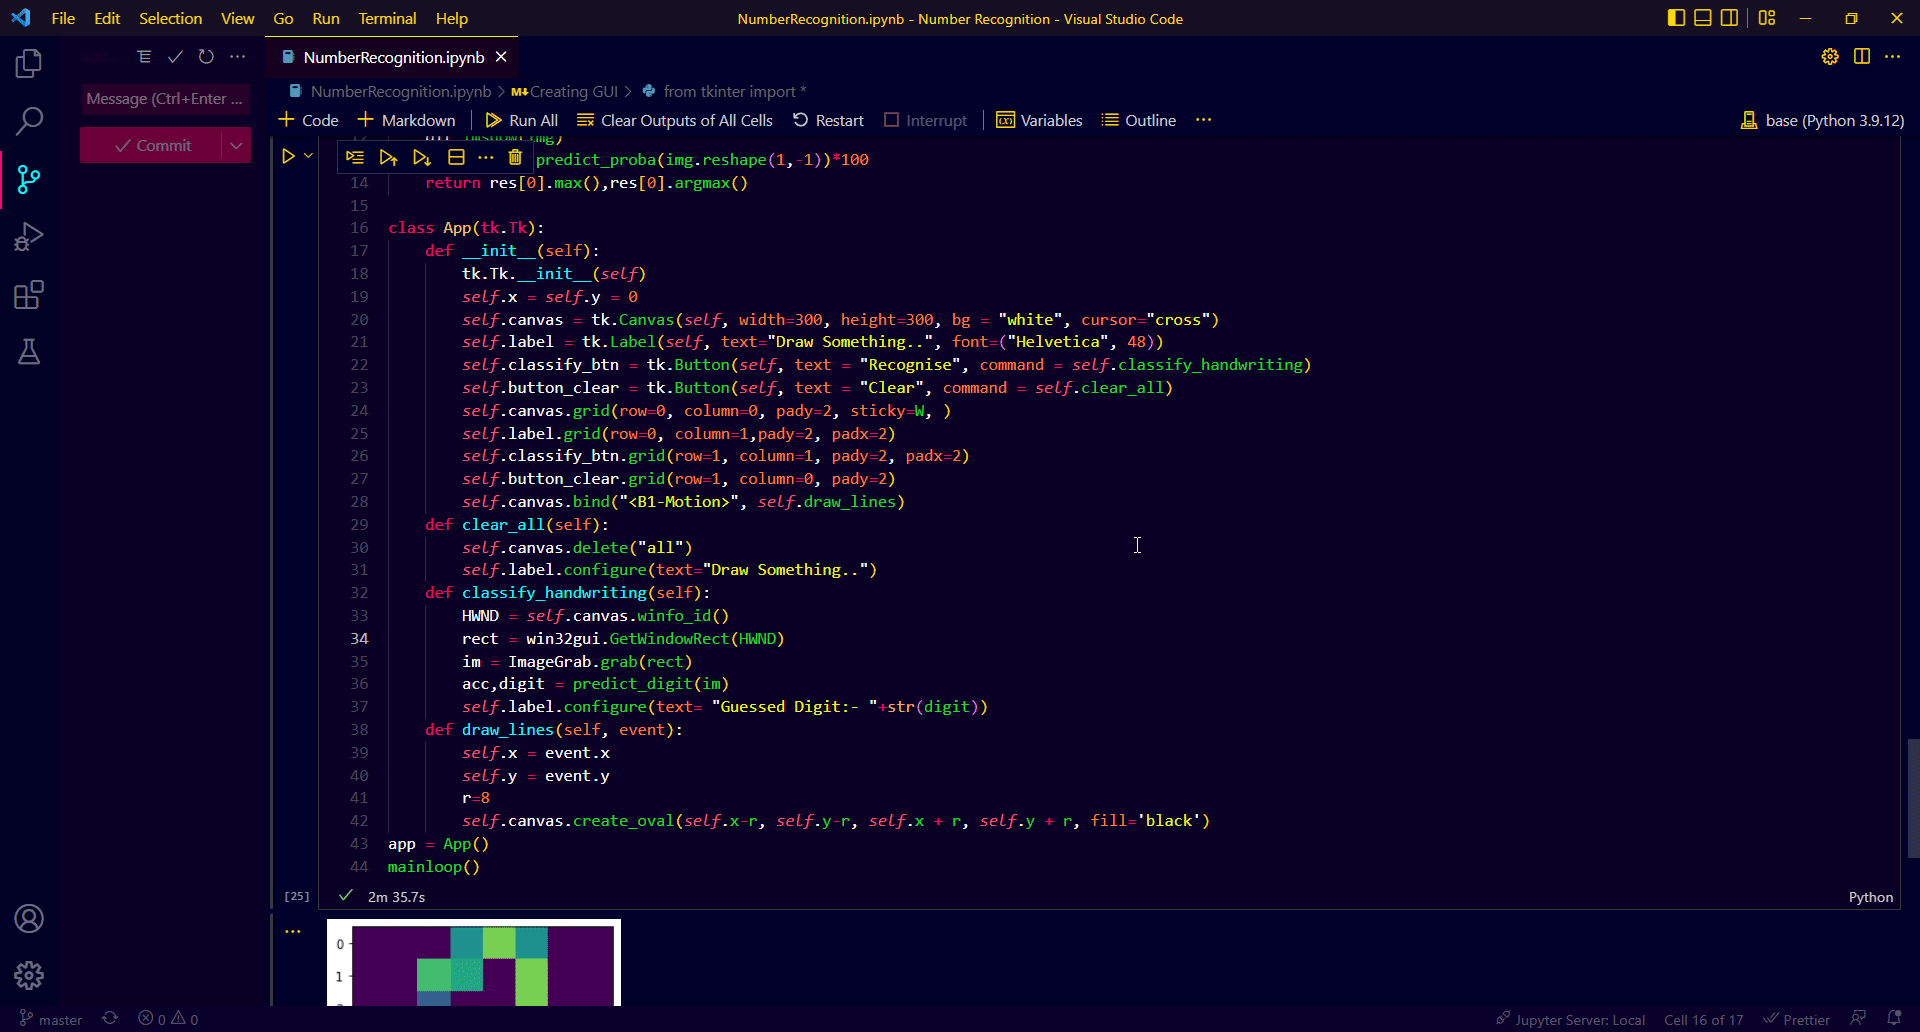 File Edit Selection View Go Run Terminal Help
NumberRecognition.ipynb - Number Recognition - Visual Studio Code
NumberRecognition.ipynb
NumberRecognition.ipynb > M↓Creating GUI > from tkinter import *
Message (Ctrl+Enter ...
Commit
+ Code + Markdown Run All Clear Outputs of All Cells Restart Interrupt Variables Outline ... base (Python 3.9.12)
predict_proba(img.reshape(1,-1))*100
14 return res[0].max(),res[0].argmax()
15
16 class App(tk.Tk):
17 def __init__(self):
18 tk.Tk.__init__(self)
19 self.x = self.y = 0
20 self.canvas = tk.Canvas(self, width=300, height=300, bg = "white", cursor="cross")
21 self.label = tk.Label(self, text="Draw Something..", font=("Helvetica", 48))
22 self.classify_btn = tk.Button(self, text = "Recognise", command = self.classify_handwriting)
23 self.button_clear = tk.Button(self, text = "Clear", command = self.clear_all)
24 self.canvas.grid(row=0, column=0, pady=2, sticky=W, )
25 self.label.grid(row=0, column=1,pady=2, padx=2)
26 self.classify_btn.grid(row=1, column=1, pady=2, padx=2)
27 self.button_clear.grid(row=1, column=0, pady=2)
28 self.canvas.bind("<B1-Motion>", self.draw_lines)
29 def clear_all(self):
30 self.canvas.delete("all")
31 self.label.configure(text="Draw Something..")
32 def classify_handwriting(self):
33 HWND = self.canvas.winfo_id()
34 rect = win32gui.GetWindowRect(HWND)
35 im = ImageGrab.grab(rect)
36 acc,digit = predict_digit(im)
37 self.label.configure(text= "Guessed Digit:- "+str(digit))
38 def draw_lines(self, event):
39 self.x = event.x
40 self.y = event.y
41 r=8
42 self.canvas.create_oval(self.x-r, self.y-r, self.x + r, self.y + r, fill='black')
43 app = App()
44 mainloop()
[25] 2m 35.7s Python
0
1
master 0 0 Jupyter Server: Local Cell 16 of 17 Prettier